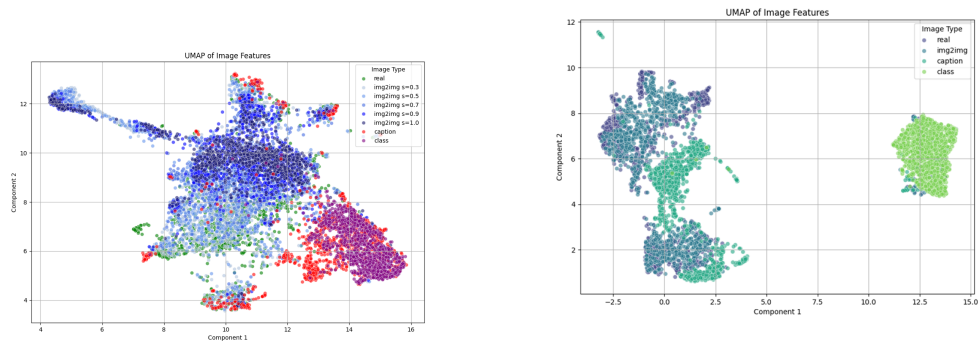 UMAP of Image Features
Image Type
real
img2img s=0.3
img2img s=0.5
img2img s=0.7
img2img s=0.9
img2img s=1.0
caption
class
Component 2
12
10
8
6
4
4
6
8
10
12
14
16
Component 1
UMAP of Image Features
Image Type
real
img2img
caption
class
Component 2
12
10
8
6
4
2
-2.5
0.0
2.5
5.0
7.5
10.0
12.5
15.0
Component 1